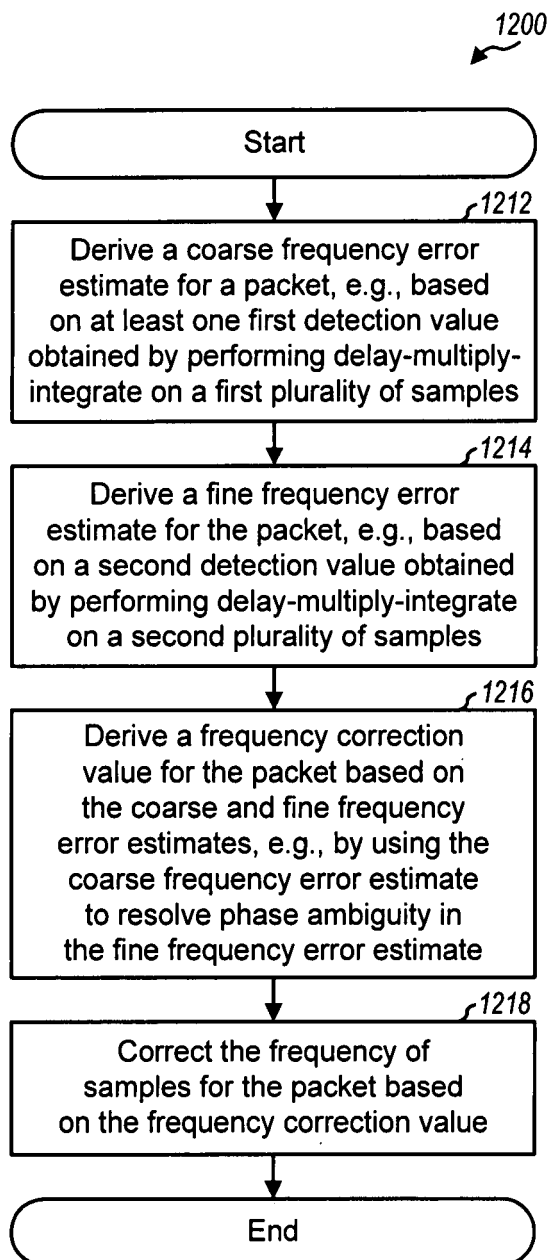 1200
Start
1212
Derive a coarse frequency error
estimate for a packet, e.g., based
on at least one first detection value
obtained by performing delay-multiply-
integrate on a first plurality of samples
1214
Derive a fine frequency error
estimate for the packet, e.g., based
on a second detection value obtained
by performing delay-multiply-integrate
on a second plurality of samples
1216
Derive a frequency correction
value for the packet based on
the coarse and fine frequency
error estimates, e.g., by using the
coarse frequency error estimate
to resolve phase ambiguity in
the fine frequency error estimate
1218
Correct the frequency of
samples for the packet based
on the frequency correction value
End